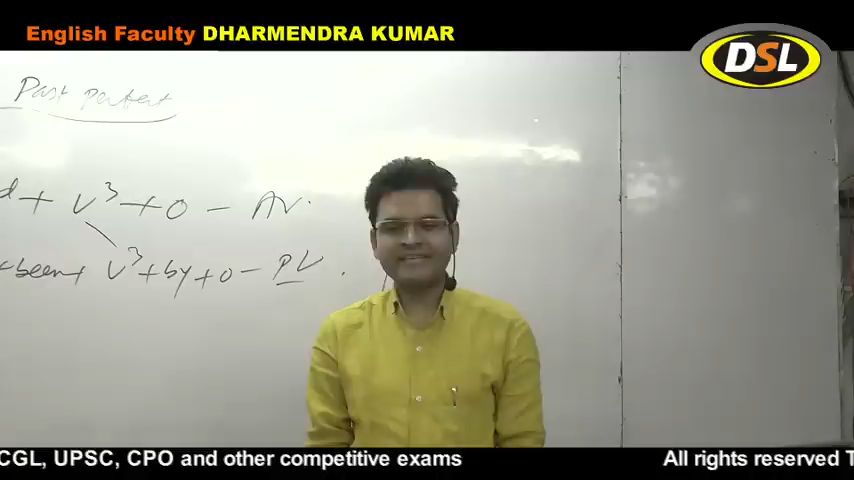 English Faculty DHARMENDRA KUMAR
DSL
Past Perfect
d + V³ + O - AV.
+been + V³ + by + O - PV.
CGL, UPSC, CPO and other competitive exams All rights reserved T